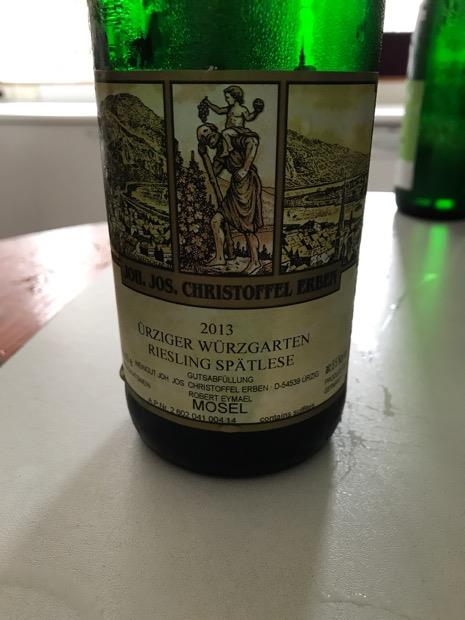 JOH. JOS. CHRISTOFFEL ERBEN
2013
ÜRZIGER WÜRZGARTEN
RIESLING SPÄTLESE
GUTSABFÜLLUNG
WEINGUT JOH. JOS. CHRISTOFFEL ERBEN · D-54539 ÜRZIG
ROBERT EYMAEL
MOSEL
A.P.Nr. 2 602 041 004 14
contains sulfites